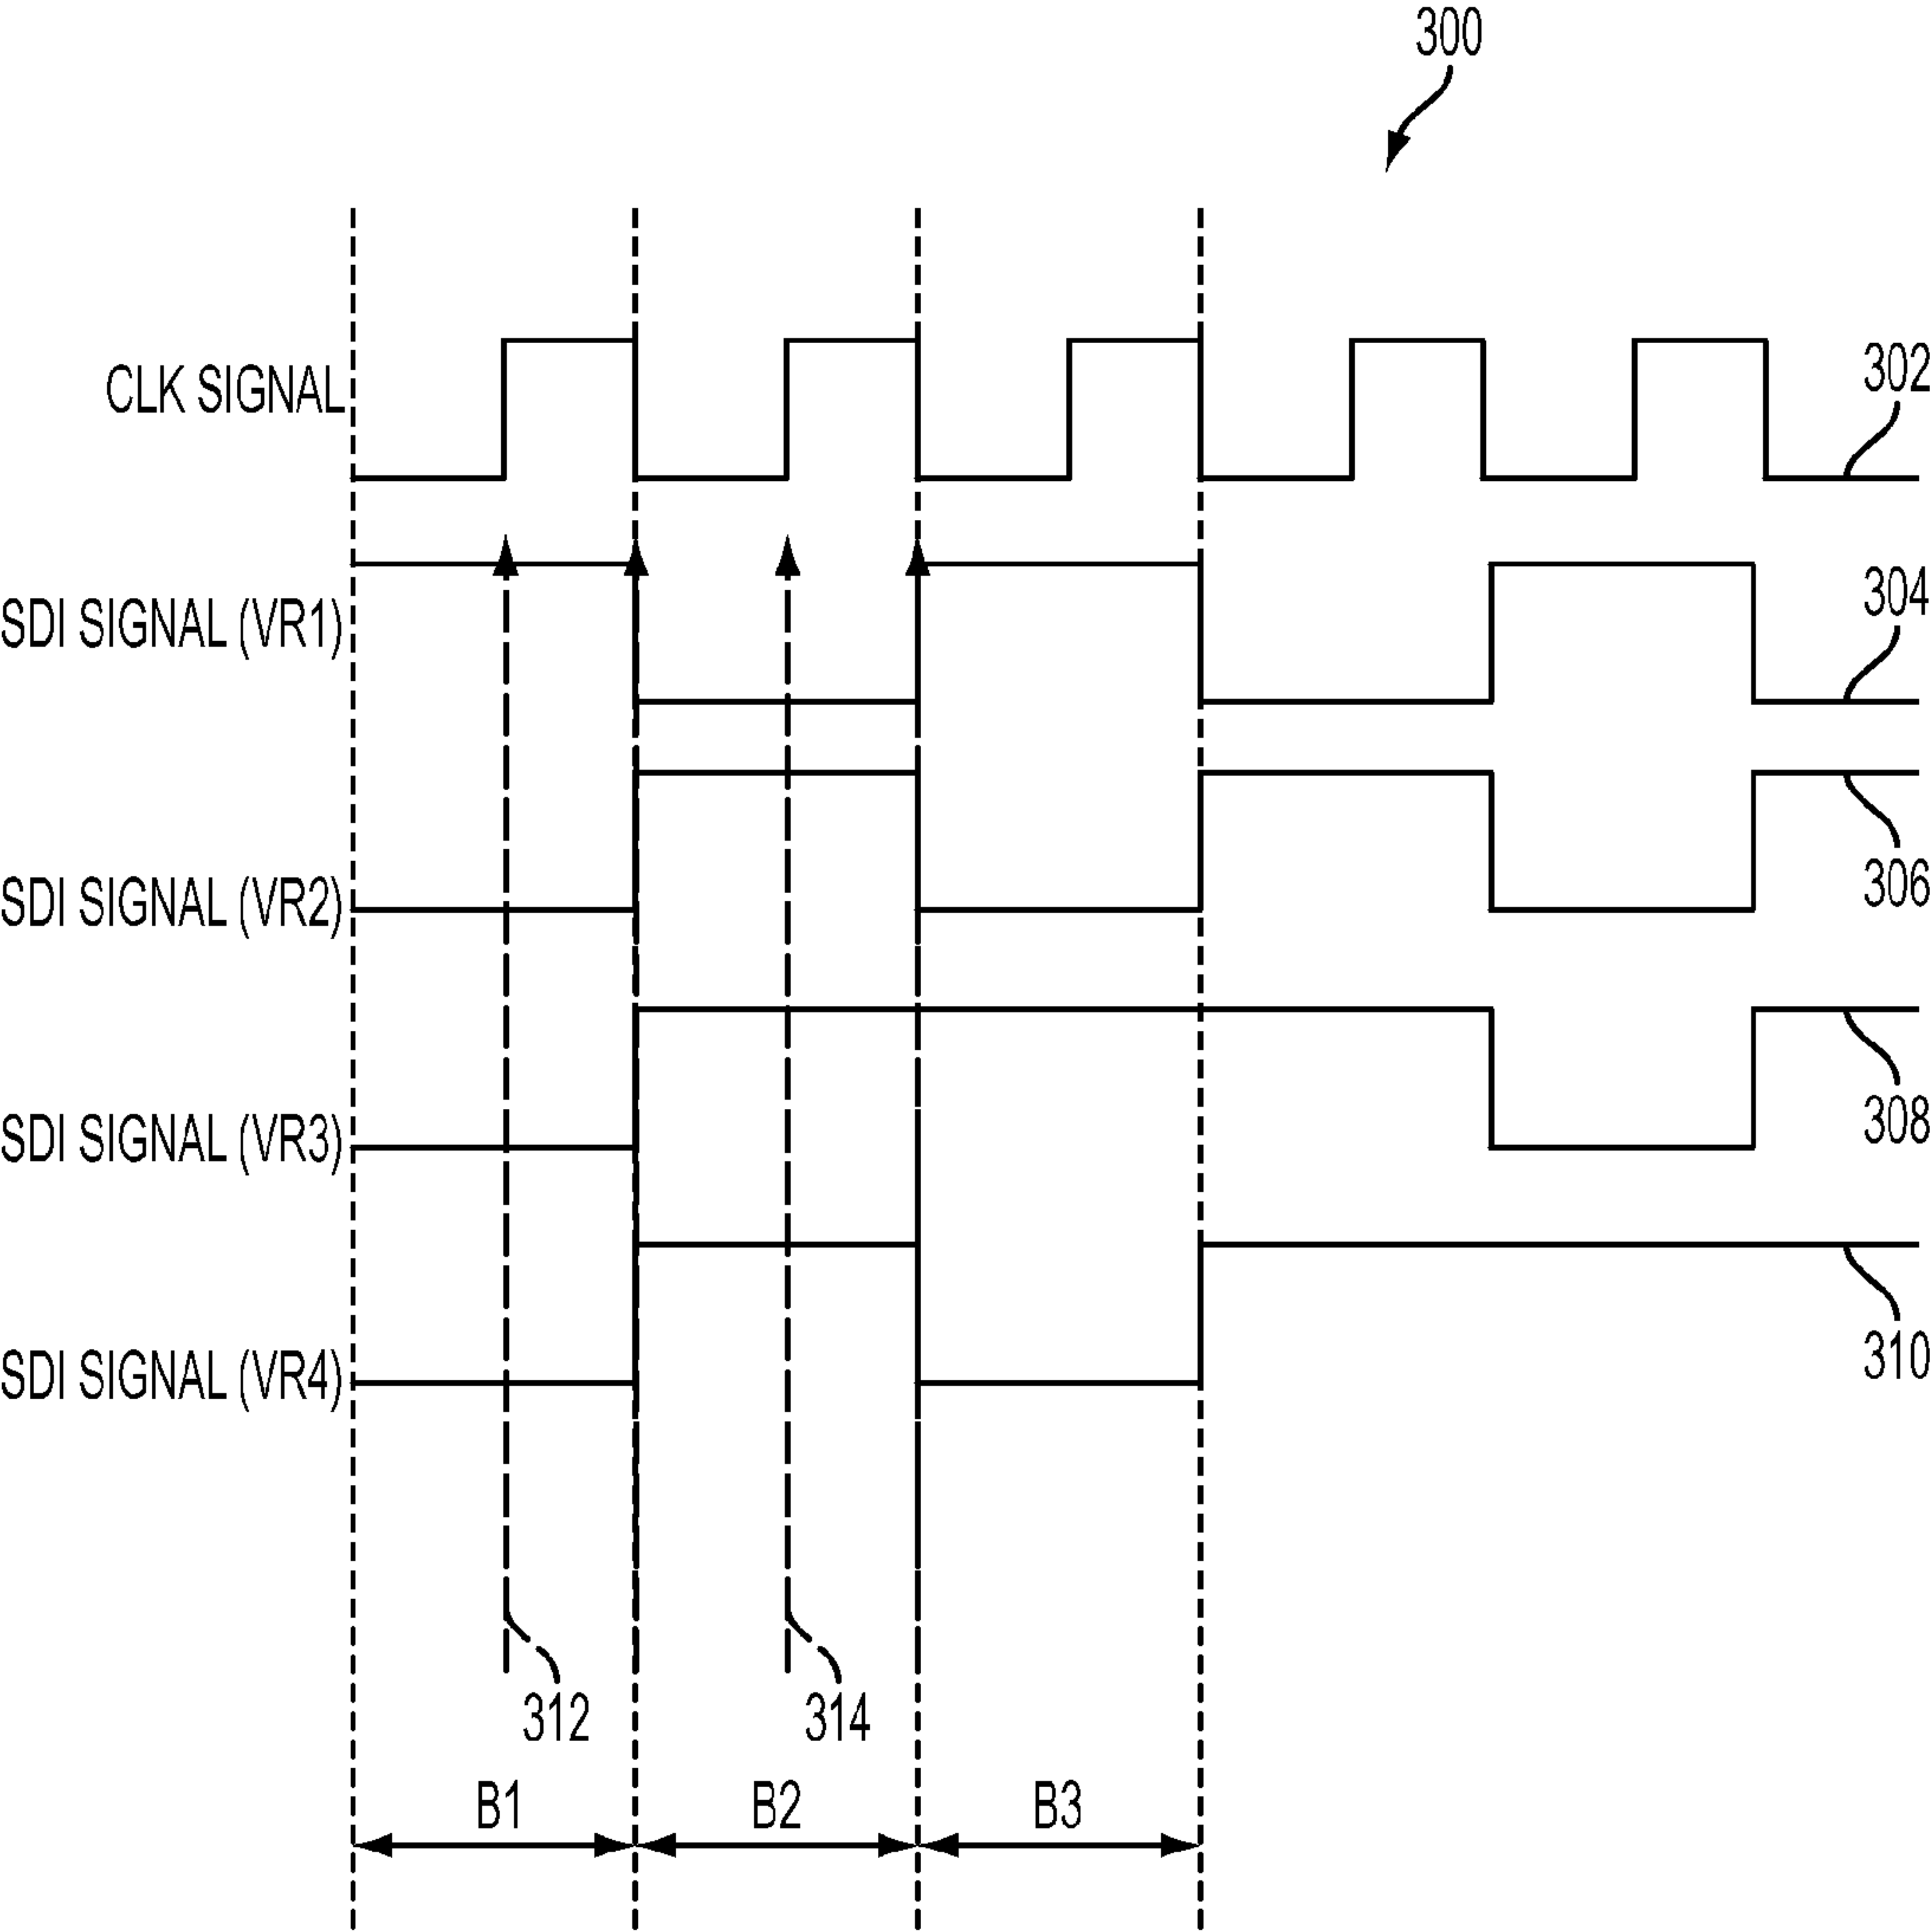 300
CLK SIGNAL
302
SDI SIGNAL (VR1)
304
SDI SIGNAL (VR2)
306
SDI SIGNAL (VR3)
308
SDI SIGNAL (VR4)
310
312
314
B1
B2
B3